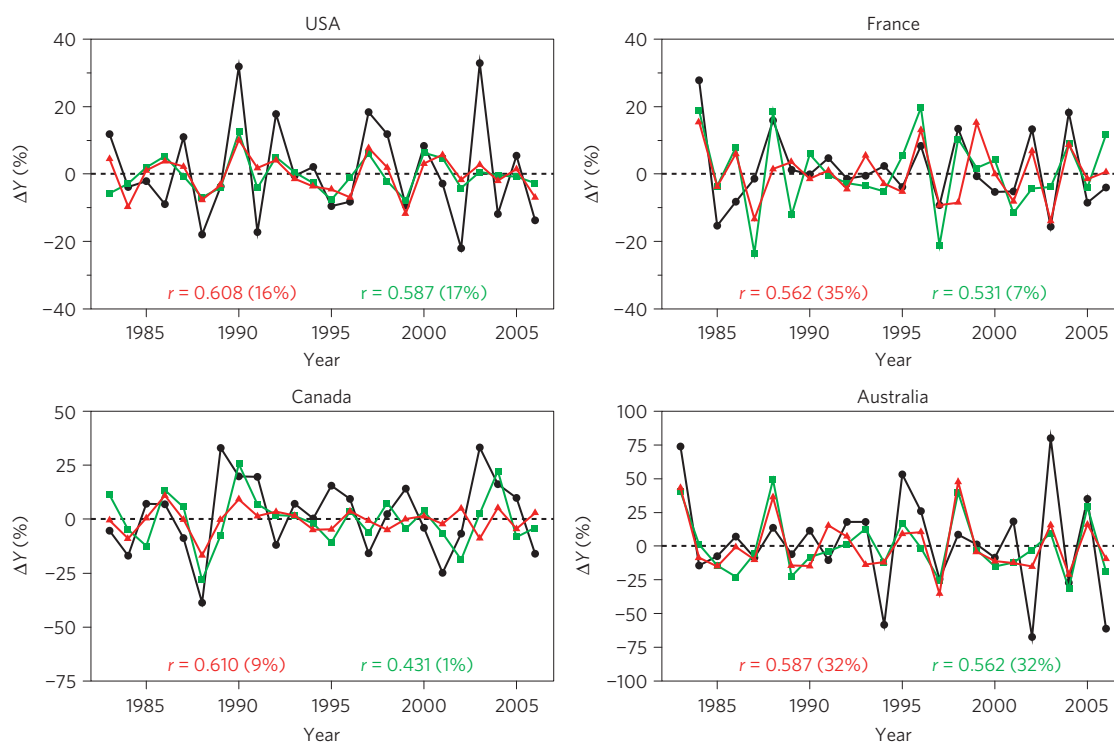 USA
40
20
0
−20
−40
ΔY (%)
r = 0.608 (16%)
r = 0.587 (17%)
1985 1990 1995 2000 2005
Year
France
40
20
0
−20
−40
ΔY (%)
r = 0.562 (35%)
r = 0.531 (7%)
1985 1990 1995 2000 2005
Year
Canada
50
25
0
−25
−50
−75
ΔY (%)
r = 0.610 (9%)
r = 0.431 (1%)
1985 1990 1995 2000 2005
Year
Australia
100
75
50
25
0
−25
−50
−75
−100
ΔY (%)
r = 0.587 (32%)
r = 0.562 (32%)
1985 1990 1995 2000 2005
Year